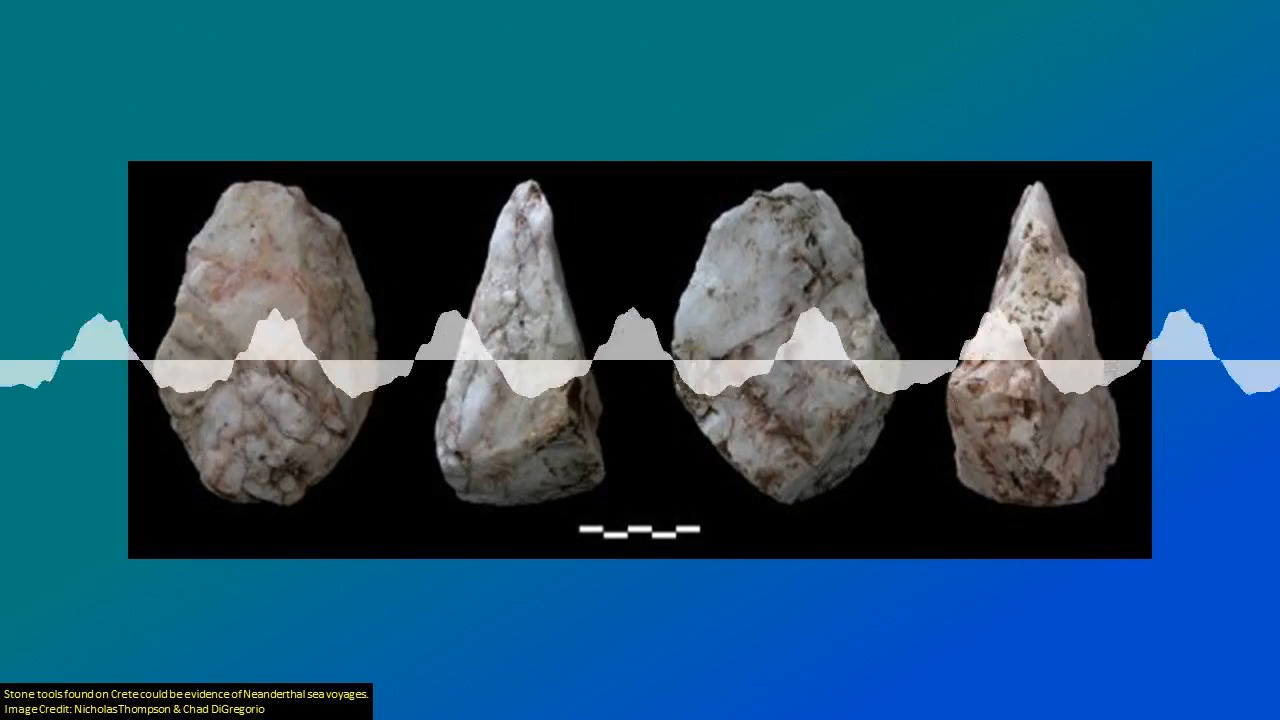 Stone tools found on Crete could be evidence of Neanderthal sea voyages.
Image Credit: Nicholas Thompson & Chad DiGregorio